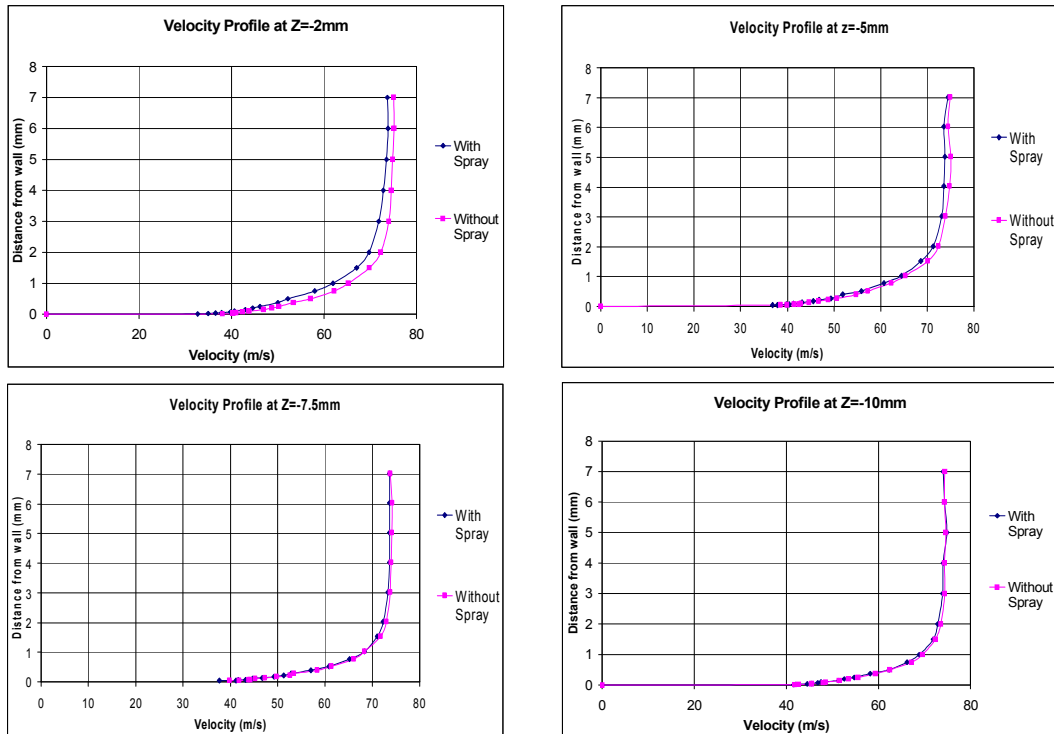 Velocity Profile at Z=-2mm
Distance from wall (mm)
8
7
6
5
4
3
2
1
0
0 20 40 60 80
Velocity (m/s)
With
Spray
Without
Spray
Velocity Profile at z=-5mm
Distance from wall (mm)
8
7
6
5
4
3
2
1
0
0 10 20 30 40 50 60 70 80
Velocity (m/s)
With
Spray
Without
Spray
Velocity Profile at Z=-7.5mm
Distance from wall (mm)
8
7
6
5
4
3
2
1
0
0 10 20 30 40 50 60 70 80
Velocity (m/s)
With
Spray
Without
Spray
Velocity Profile at Z=-10mm
Distance from wall (mm)
8
7
6
5
4
3
2
1
0
0 20 40 60 80
Velocity (m/s)
With
Spray
Without
Spray